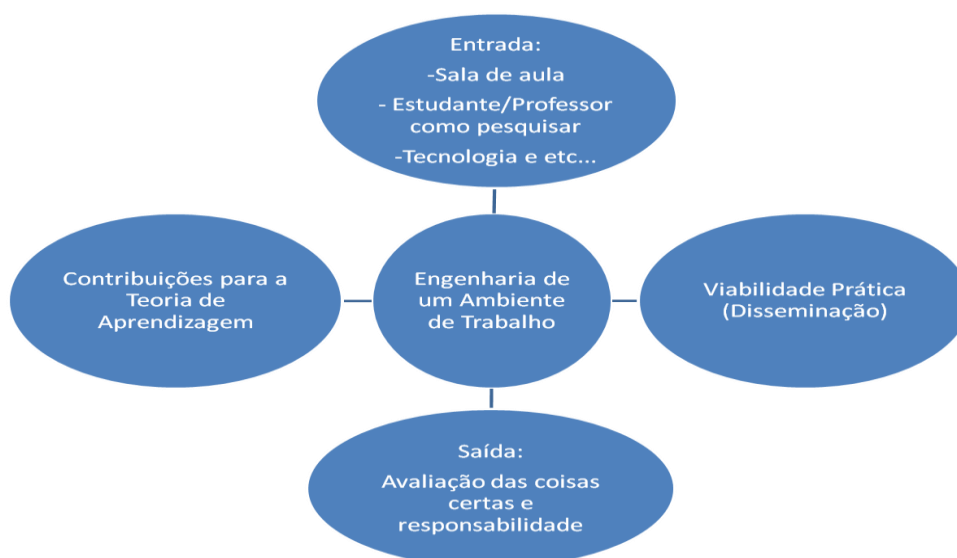 Entrada:
-Sala de aula
- Estudante/Professor
como pesquisar
-Tecnologia e etc...
Contribuições para a
Teoria de
Aprendizagem
Engenharia de
um Ambiente
de Trabalho
Viabilidade Prática
(Disseminação)
Saída:
Avaliação das coisas
certas e
responsabilidade